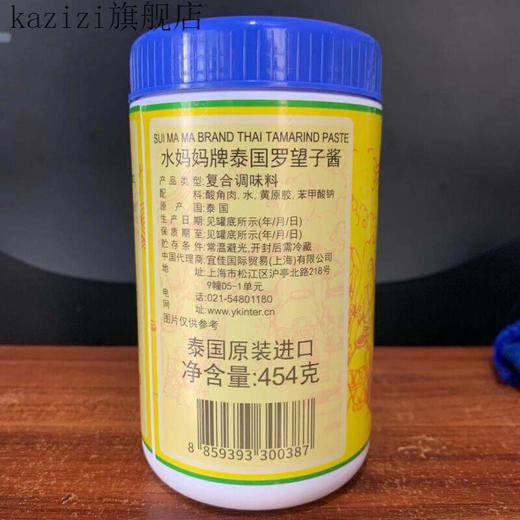 kazizi旗舰店
SUI MA MA BRAND THAI TAMARIND PASTE
水妈妈牌泰国罗望子酱
产品类型:复合调味料
配料:酸角肉, 水, 黄原胶, 苯甲酸钠
原产国:泰国
生产日期:见罐底所示(年/月/日)
保质期至:见罐底所示(年/月/日)
贮存条件:常温避光,开封后需冷藏
中国代理商:宜佳国际贸易(上海)有限公司
地址:上海市松江区沪亭北路218号
9幢D5-1单元
电话:021-54801180
网址:www.ykinter.cn
图片仅供参考
泰国原装进口
净含量:454克
8 859393 300387